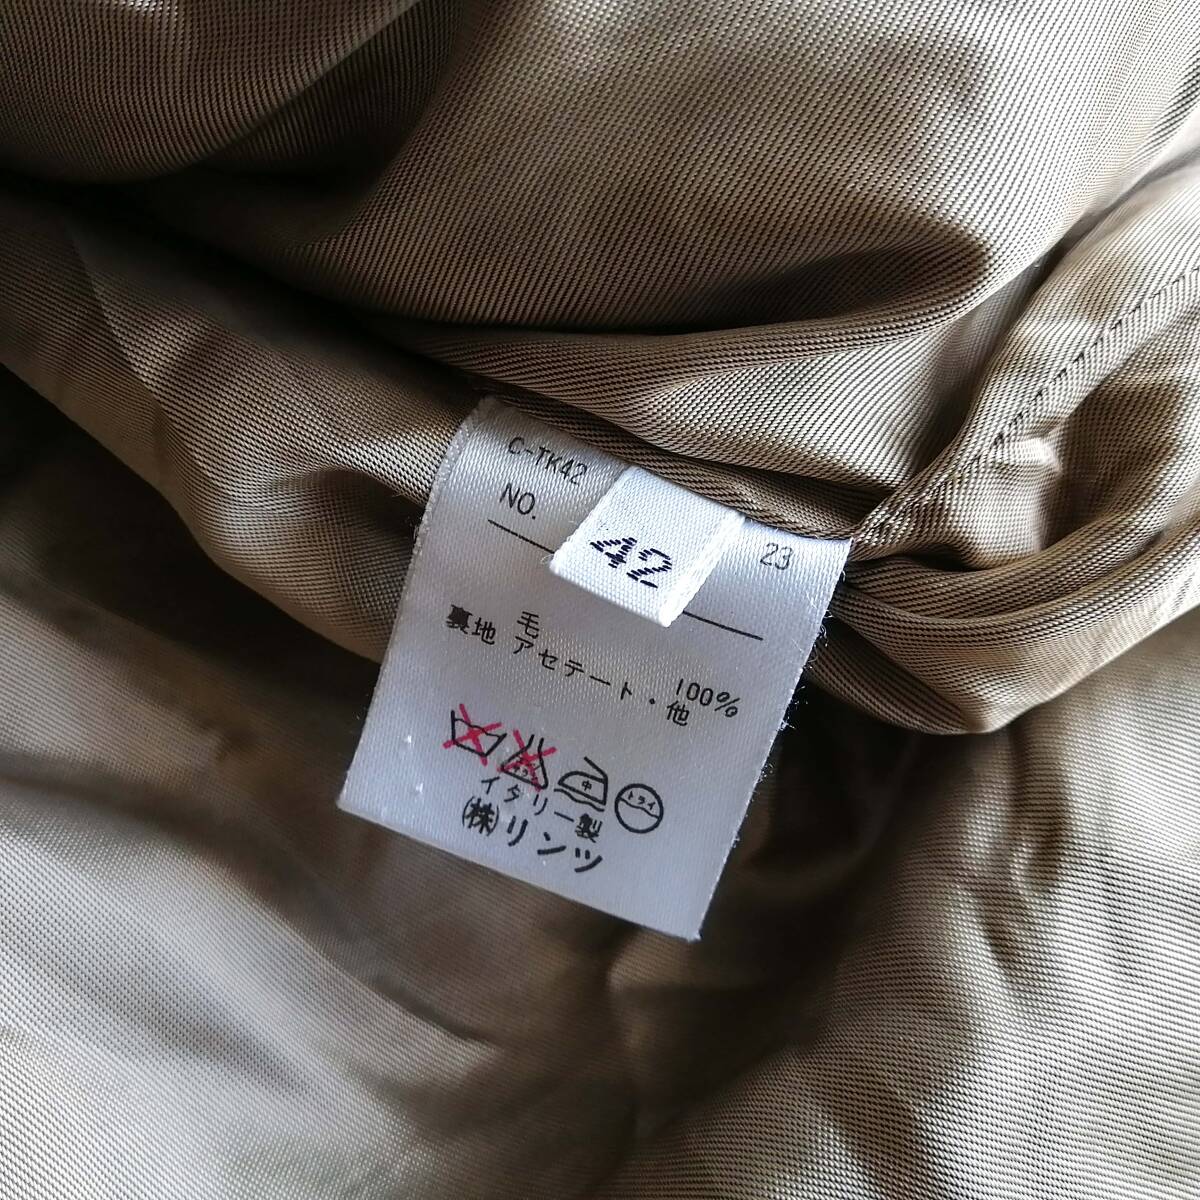 C-TK42
NO. 23
42
毛 100%
裏地 アセテート・他
中 ドライ
イタリー製
㈱リンツ